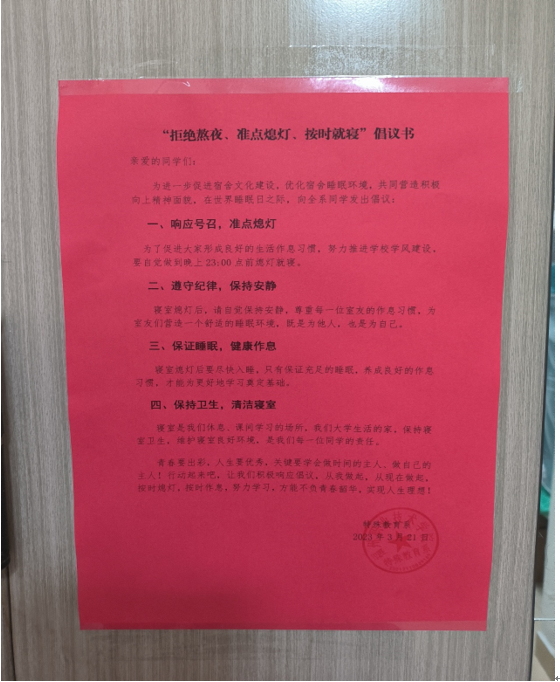 “拒绝熬夜、准点熄灯、按时就寝”倡议书
亲爱的同学们：
为进一步促进宿舍文化建设，优化宿舍睡眠环境，共同营造积极
向上精神面貌，在世界睡眠日之际，向全系同学发出倡议：
一、响应号召，准点熄灯
为了促进大家形成良好的生活作息习惯，努力推进学校学风建设，
要自觉做到晚上 23:00 点前熄灯就寝。
二、遵守纪律，保持安静
寝室熄灯后，请自觉保持安静，尊重每一位室友的作息习惯，为
室友们营造一个舒适的睡眠环境，既是为他人，也是为自己。
三、保证睡眠，健康作息
寝室熄灯后要尽快入睡，只有保证充足的睡眠，养成良好的作息
习惯，才能为更好地学习奠定基础。
四、保持卫生，清洁寝室
寝室是我们休息、课间学习的场所，我们大学生活的家，保持寝
室卫生，维护寝室良好环境，是我们每一位同学的责任。
青春要出彩，人生要优秀，关键要学会做时间的主人、做自己的
主人！行动起来吧，让我们积极响应倡议，从我做起，从现在做起，
按时熄灯，按时作息，努力学习，方能不负青春韶华，实现人生理想！
特殊教育系
2023 年 3 月 21 日
特殊教育系